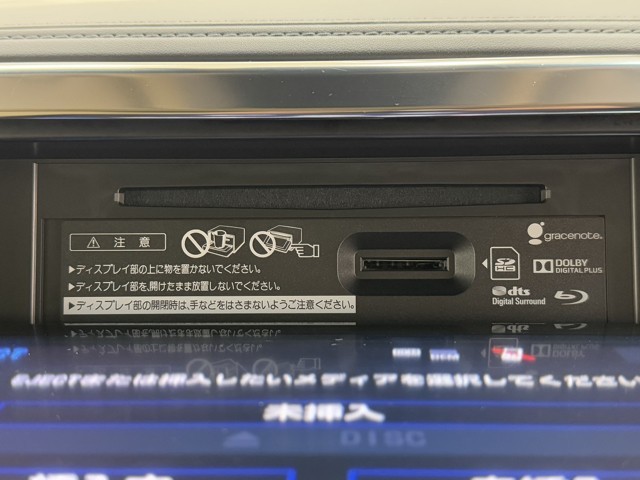 注意
▶ディスプレイ部の上に物を置かないでください。
▶ディスプレイ部を、開けたまま放置しないでください。
▶ディスプレイ部の開閉時は、手などをはさまないようご注意ください。
gracenote
SD HC
DOLBY
DIGITAL PLUS
dts
Digital Surround
EJECTまたは挿入したいメディアを選択してください
未挿入
DISC